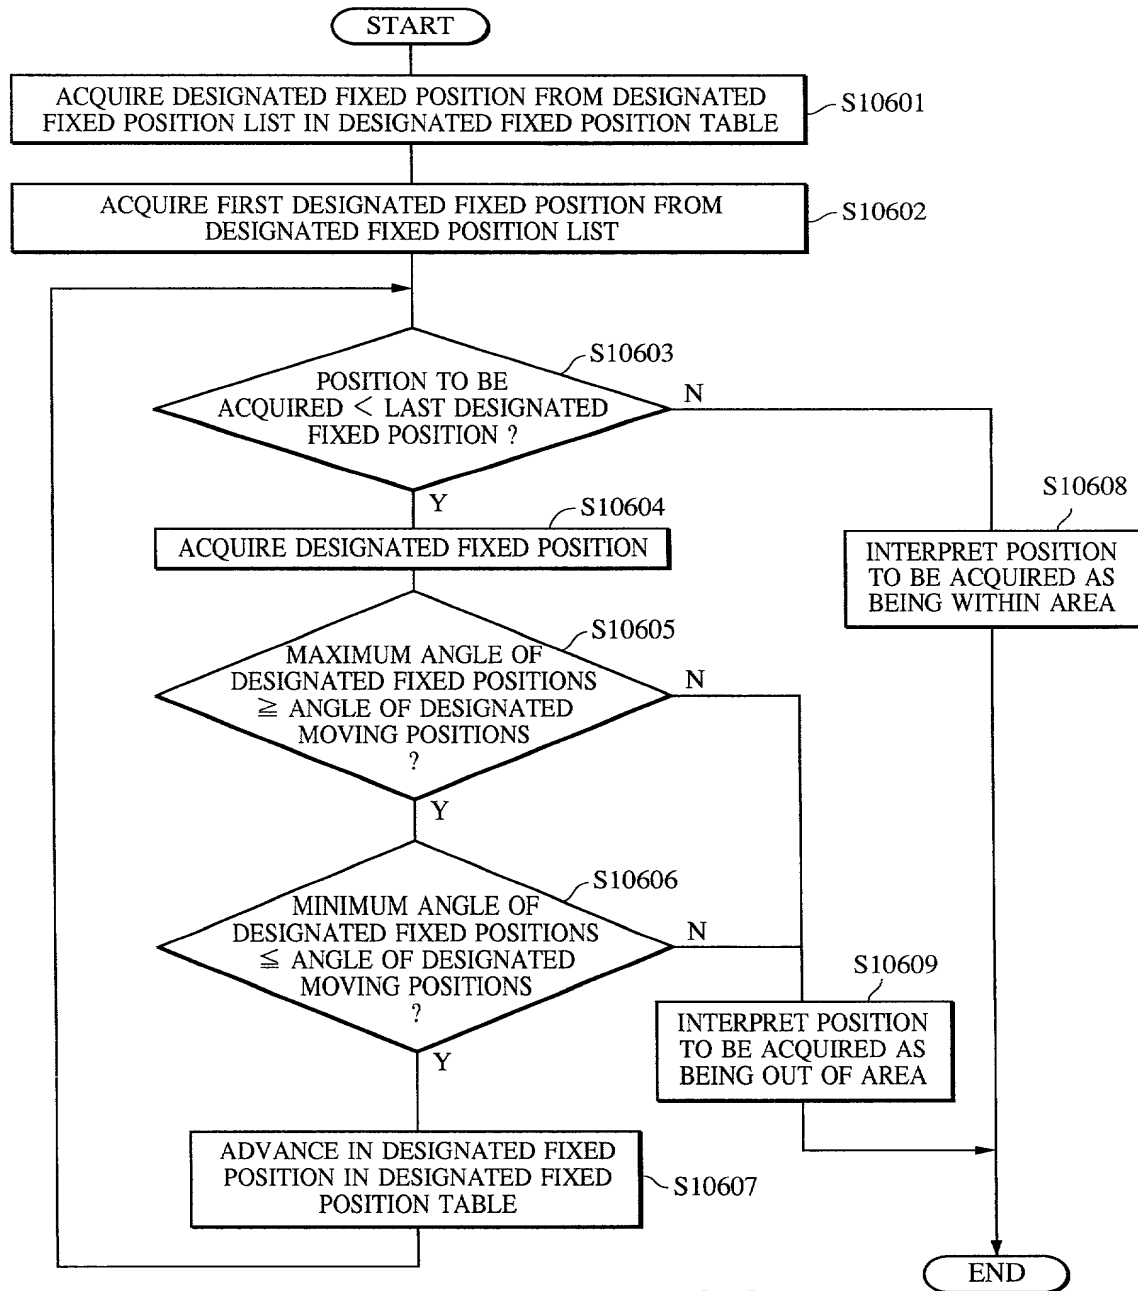 START
ACQUIRE DESIGNATED FIXED POSITION FROM DESIGNATED
FIXED POSITION LIST IN DESIGNATED FIXED POSITION TABLE
S10601
ACQUIRE FIRST DESIGNATED FIXED POSITION FROM
DESIGNATED FIXED POSITION LIST
S10602
S10603
POSITION TO BE
ACQUIRED < LAST DESIGNATED
FIXED POSITION ?
N
Y
S10604
ACQUIRE DESIGNATED FIXED POSITION
S10608
INTERPRET POSITION
TO BE ACQUIRED AS
BEING WITHIN AREA
S10605
MAXIMUM ANGLE OF
DESIGNATED FIXED POSITIONS
≧ ANGLE OF DESIGNATED
MOVING POSITIONS
?
N
Y
S10606
MINIMUM ANGLE OF
DESIGNATED FIXED POSITIONS
≦ ANGLE OF DESIGNATED
MOVING POSITIONS
?
N
Y
S10609
INTERPRET POSITION
TO BE ACQUIRED AS
BEING OUT OF AREA
ADVANCE IN DESIGNATED FIXED
POSITION IN DESIGNATED FIXED
POSITION TABLE
S10607
END